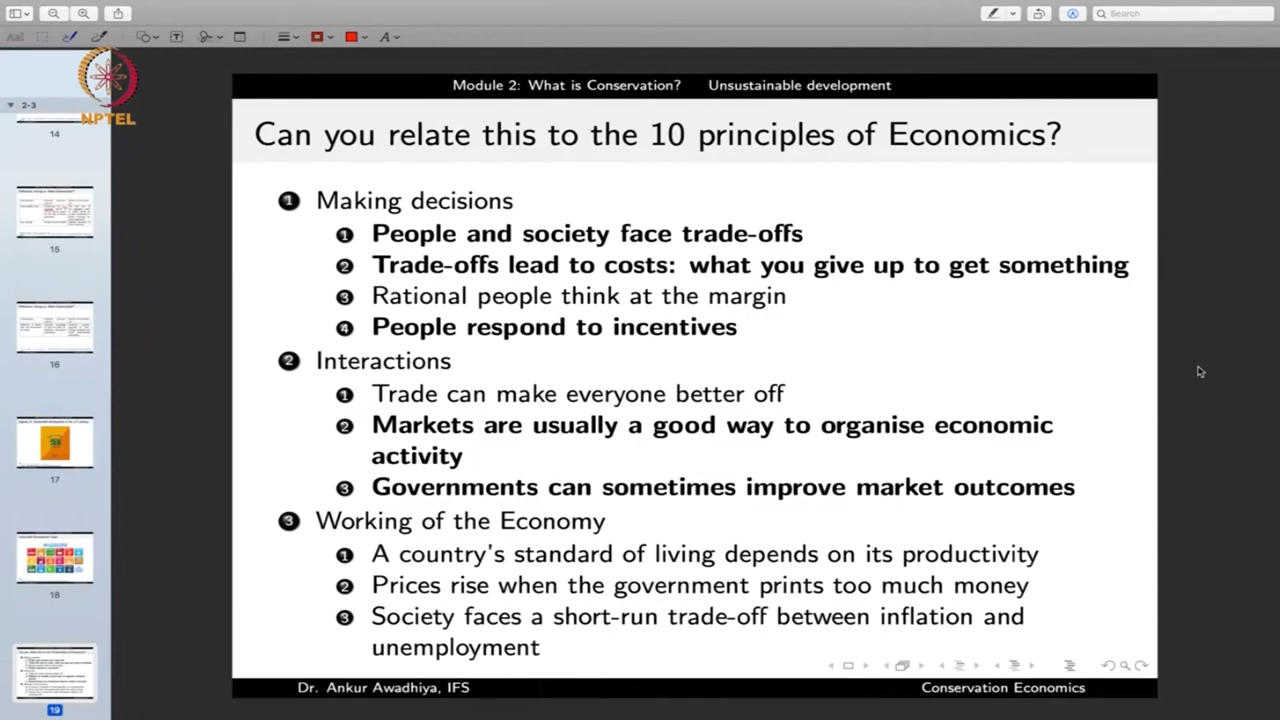 Search
AaI
A
NPTEL
2-3
14
15
16
17
18
19
Module 2: What is Conservation? Unsustainable development
Can you relate this to the 10 principles of Economics?
1 Making decisions
1 People and society face trade-offs
2 Trade-offs lead to costs: what you give up to get something
3 Rational people think at the margin
4 People respond to incentives
2 Interactions
1 Trade can make everyone better off
2 Markets are usually a good way to organise economic
activity
3 Governments can sometimes improve market outcomes
3 Working of the Economy
1 A country's standard of living depends on its productivity
2 Prices rise when the government prints too much money
3 Society faces a short-run trade-off between inflation and
unemployment
Dr. Ankur Awadhiya, IFS Conservation Economics